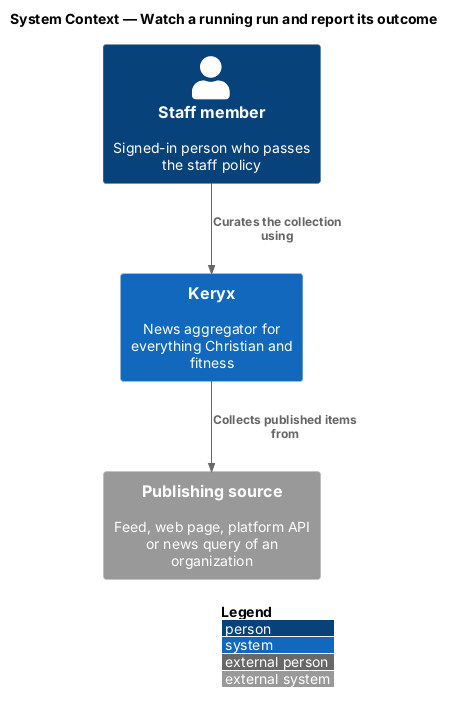 System Context — Watch a running run and report its outcome
Staff member
Signed-in person who passes
the staff policy
Curates the collection
using
Keryx
News aggregator for
everything Christian and
fitness
Collects published items
from
Publishing source
Feed, web page, platform API
or news query of an
organization
Legend
person
system
external person
external system